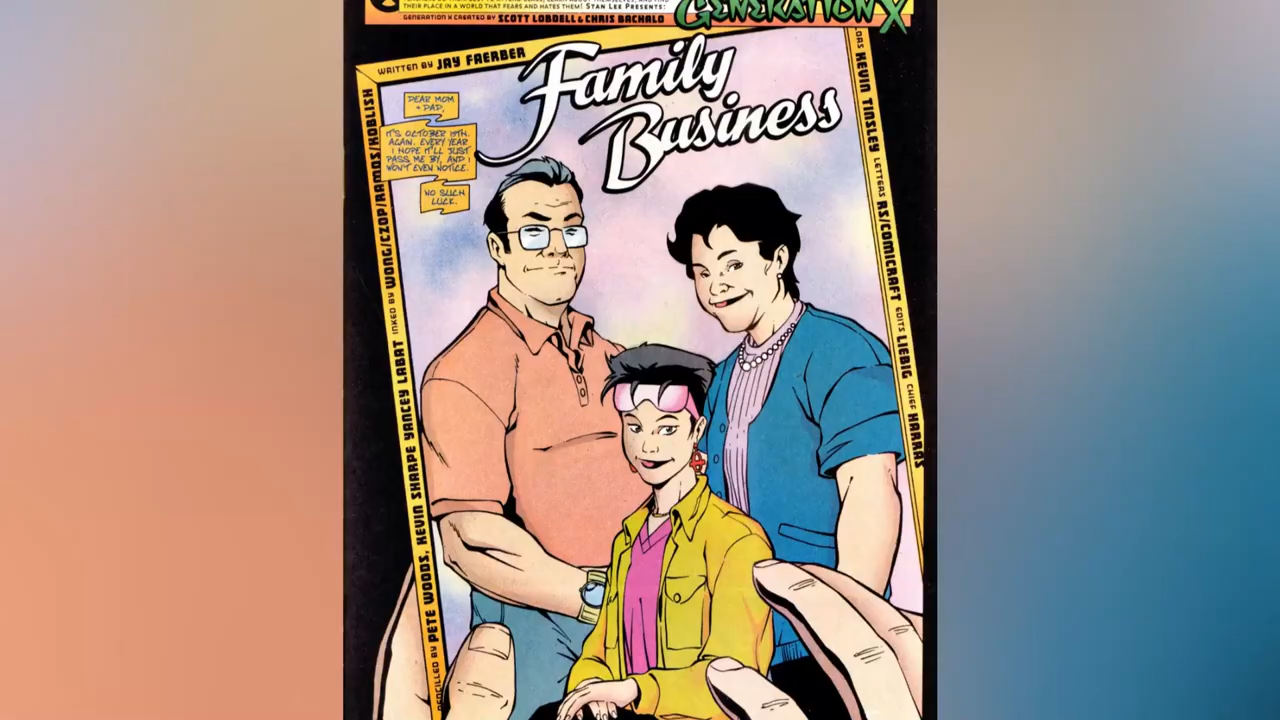 THEIR PLACE IN A WORLD THAT FEARS AND HATES THEM! STAN LEE PRESENTS:
GENERATION X
GENERATION X CREATED BY SCOTT LOBDELL & CHRIS BACHALO
WRITTEN BY JAY FAERBER
Family
Business
DEAR MOM
+ DAD,
IT'S OCTOBER 19TH.
AGAIN. EVERY YEAR
I HOPE IT'LL JUST
PASS ME BY, AND I
WON'T EVEN NOTICE.
NO SUCH
LUCK.
PENCILLED BY PETE WOODS, KEVIN SHARPE YANCEY LABAT INKED BY WONG/CZOP/RAMOS/KOBLISH
KEVIN TINSLEY LETTERS RS/COMICRAFT EDITS LIEBIG CHIEF HARRAS